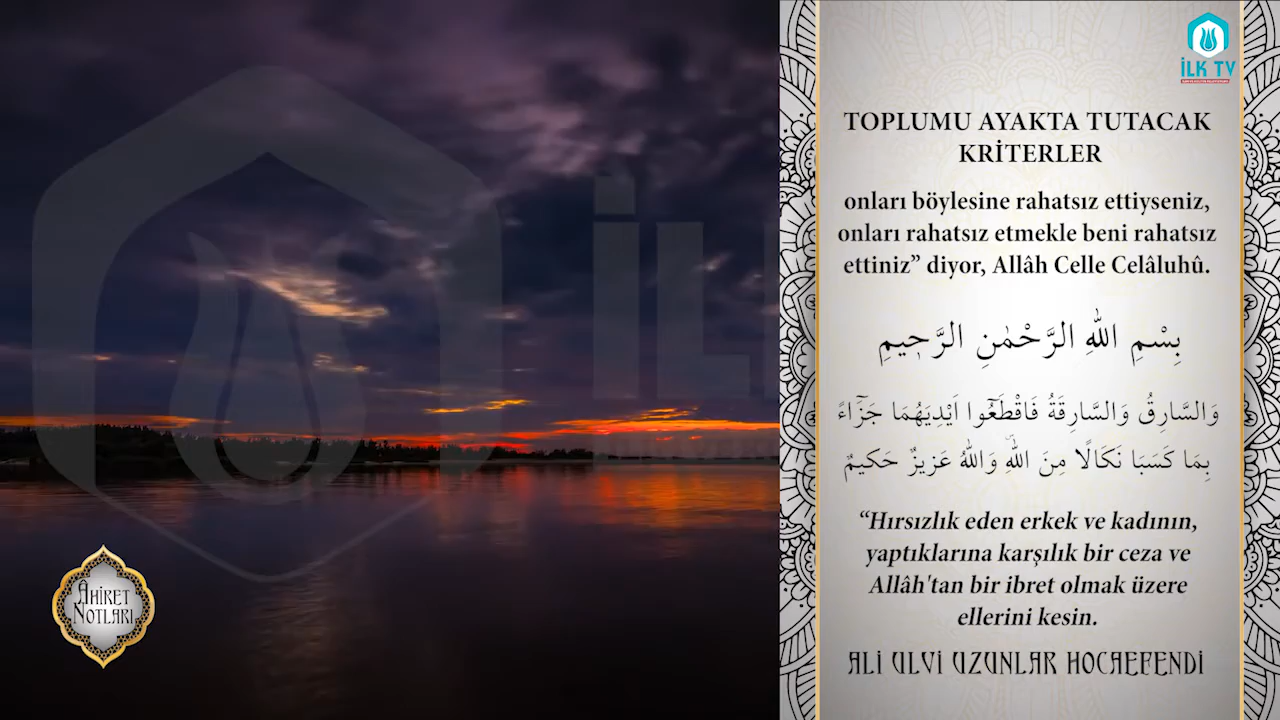 İLK TV
TOPLUMU AYAKTA TUTACAK
KRİTERLER
onları böylesine rahatsız ettiyseniz,
onları rahatsız etmekle beni rahatsız
ettiniz” diyor, Allâh Celle Celâluhû.
بِسْمِ اللّٰهِ الرَّحْمٰنِ الرَّح۪يمِ
وَالسَّارِقُ وَالسَّارِقَةُ فَاقْطَعُٓوا اَيْدِيَهُمَا جَزَٓاءً
بِمَا كَسَبَا نَكَالًا مِنَ اللّٰهِۜ وَاللّٰهُ عَزيزٌ حَكيمٌ
“Hırsızlık eden erkek ve kadının,
yaptıklarına karşılık bir ceza ve
Allâh'tan bir ibret olmak üzere
ellerini kesin.
ALİ ULVİ UZUNLAR HOCAEFENDİ
ÂHİRET
NOTLARI
İL